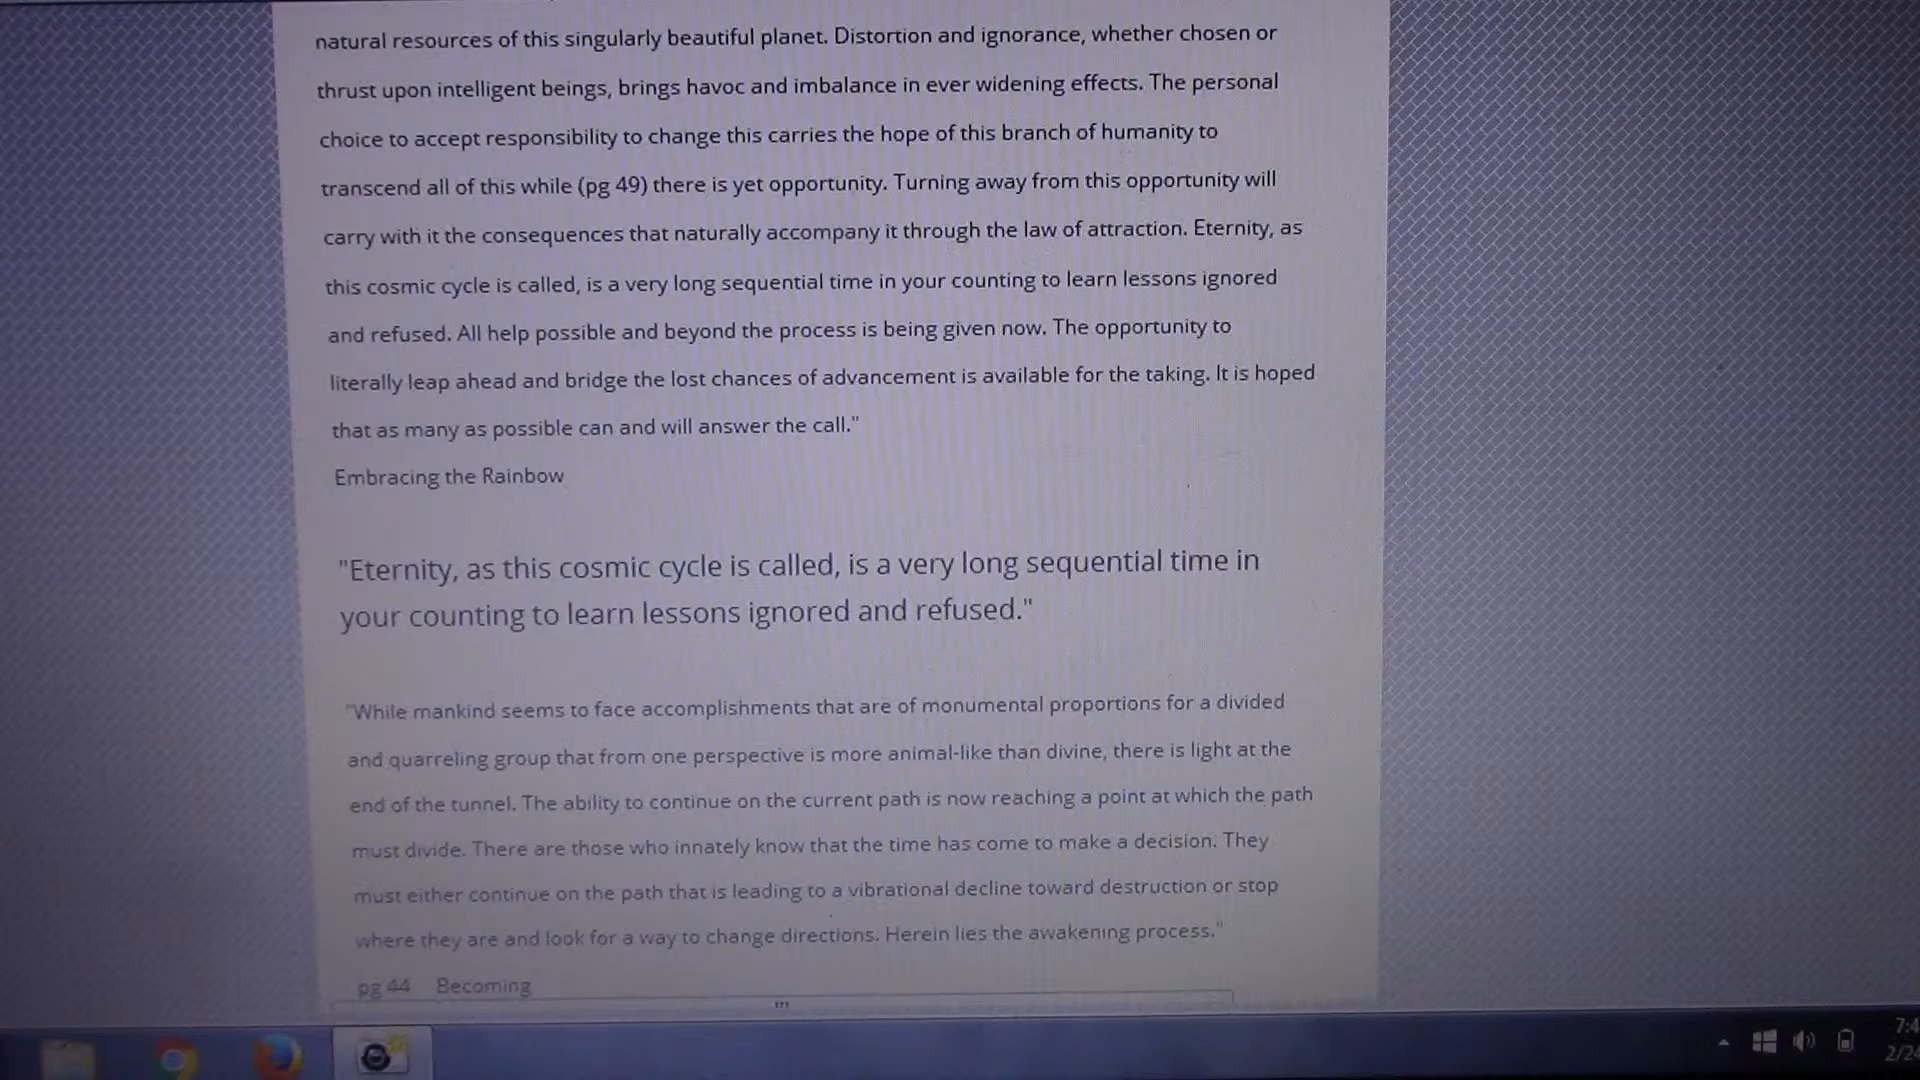 natural resources of this singularly beautiful planet. Distortion and ignorance, whether chosen or
thrust upon intelligent beings, brings havoc and imbalance in ever widening effects. The personal
choice to accept responsibility to change this carries the hope of this branch of humanity to
transcend all of this while (pg 49) there is yet opportunity. Turning away from this opportunity will
carry with it the consequences that naturally accompany it through the law of attraction. Eternity, as
this cosmic cycle is called, is a very long sequential time in your counting to learn lessons ignored
and refused. All help possible and beyond the process is being given now. The opportunity to
literally leap ahead and bridge the lost chances of advancement is available for the taking. It is hoped
that as many as possible can and will answer the call."
Embracing the Rainbow
"Eternity, as this cosmic cycle is called, is a very long sequential time in
your counting to learn lessons ignored and refused."
"While mankind seems to face accomplishments that are of monumental proportions for a divided
and quarreling group that from one perspective is more animal-like than divine, there is light at the
end of the tunnel. The ability to continue on the current path is now reaching a point at which the path
must divide. There are those who innately know that the time has come to make a decision. They
must either continue on the path that is leading to a vibrational decline toward destruction or stop
where they are and look for a way to change directions. Herein lies the awakening process."
pg 44 Becoming
7:4
2/24